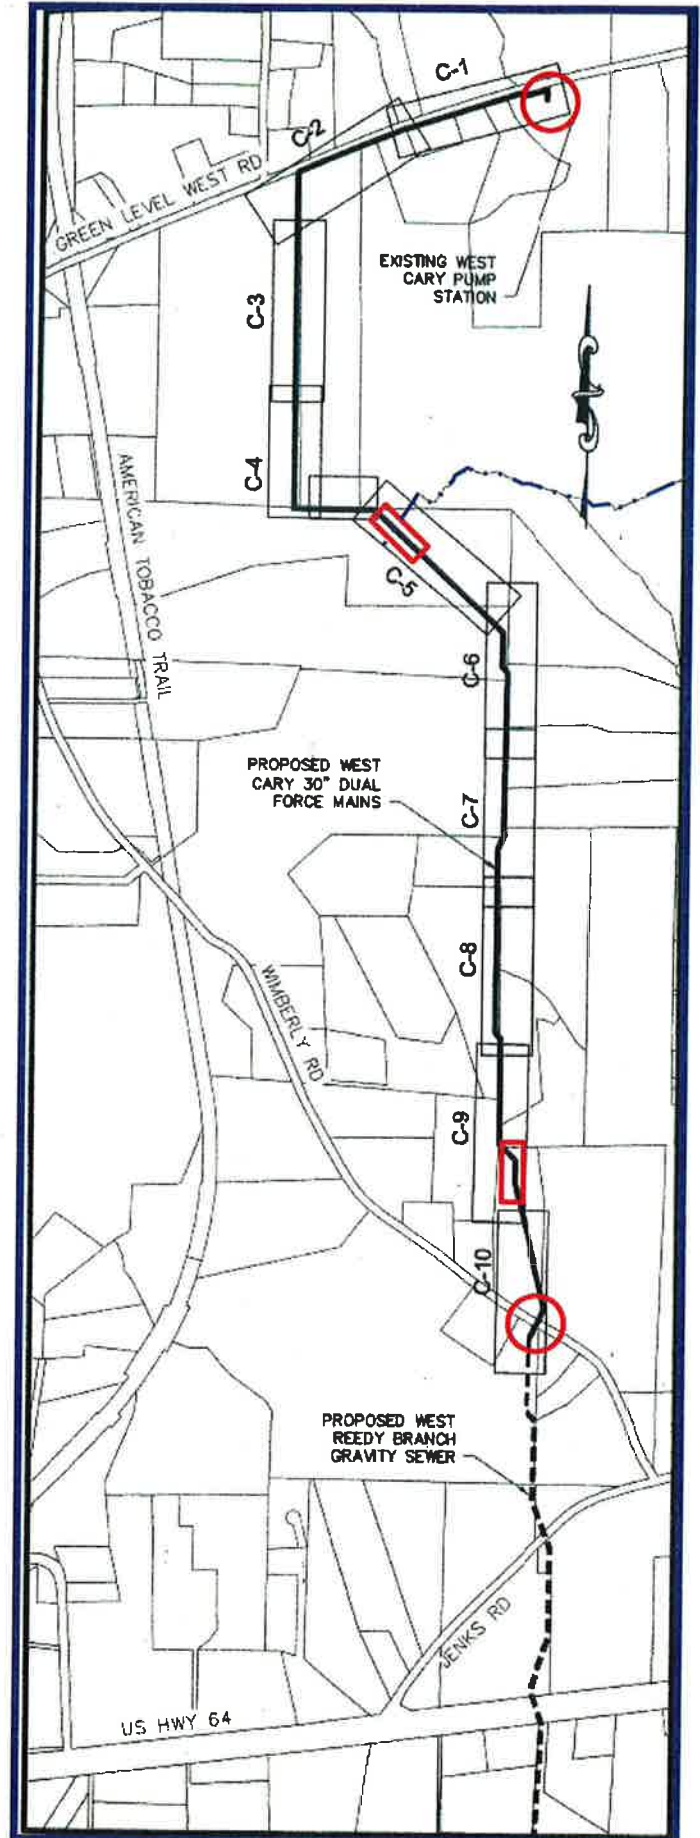 C-1
C-2
GREEN LEVEL WEST RD
EXISTING WEST
CARY PUMP
STATION
C-3
C-4
AMERICAN TOBACCO TRAIL
C-5
C-6
PROPOSED WEST
CARY 30" DUAL
FORCE MAINS
C-7
C-8
WIMBERLY RD
C-9
C-10
PROPOSED WEST
REEDY BRANCH
GRAVITY SEWER
JENKS RD
US HWY 64